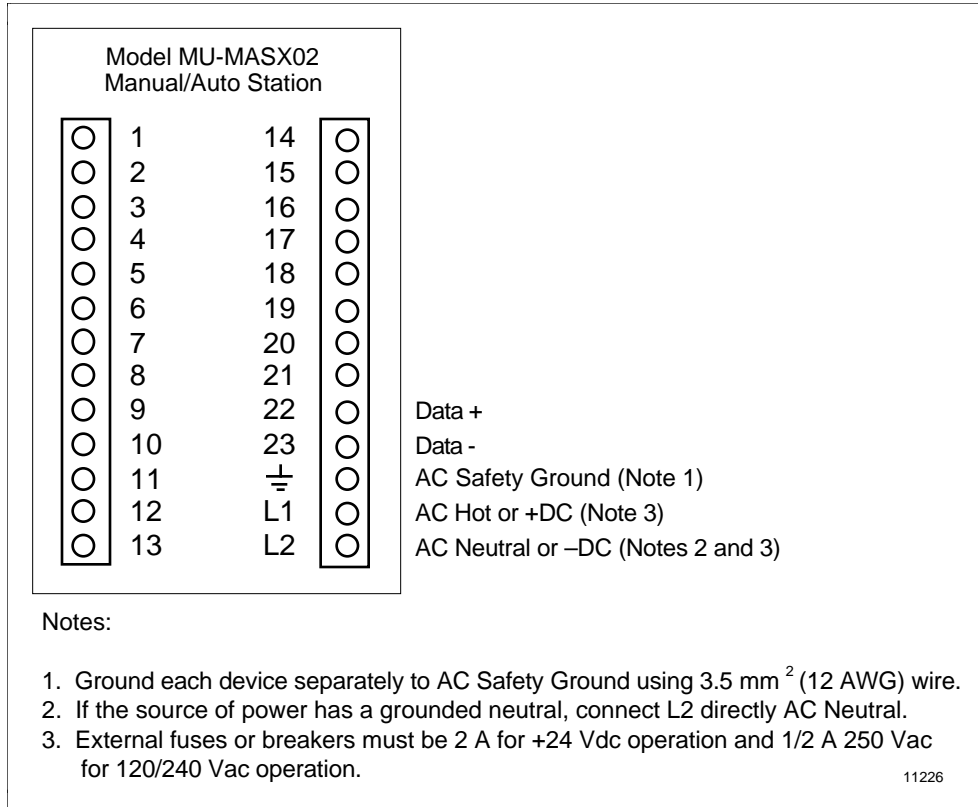 Model MU-MASX02
Manual/Auto Station
1 14
2 15
3 16
4 17
5 18
6 19
7 20
8 21
9 22 Data +
10 23 Data -
11 AC Safety Ground (Note 1)
12 L1 AC Hot or +DC (Note 3)
13 L2 AC Neutral or –DC (Notes 2 and 3)
Notes:
1. Ground each device separately to AC Safety Ground using 3.5 mm 2 (12 AWG) wire.
2. If the source of power has a grounded neutral, connect L2 directly AC Neutral.
3. External fuses or breakers must be 2 A for +24 Vdc operation and 1/2 A 250 Vac
for 120/240 Vac operation.
11226